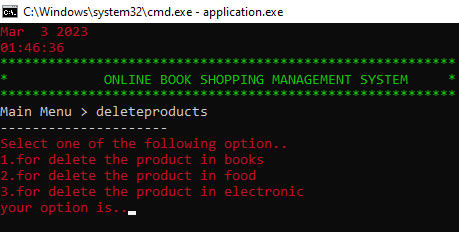 C:\Windows\system32\cmd.exe - application.exe
Mar  3 2023
01:46:36
*********************************************************
*            ONLINE BOOK SHOPPING MANAGEMENT SYSTEM     *
*********************************************************
Main Menu > deleteproducts
---------------------
Select one of the following option..
1.for delete the product in books
2.for delete the product in food
3.for delete the product in electronic
your option is..